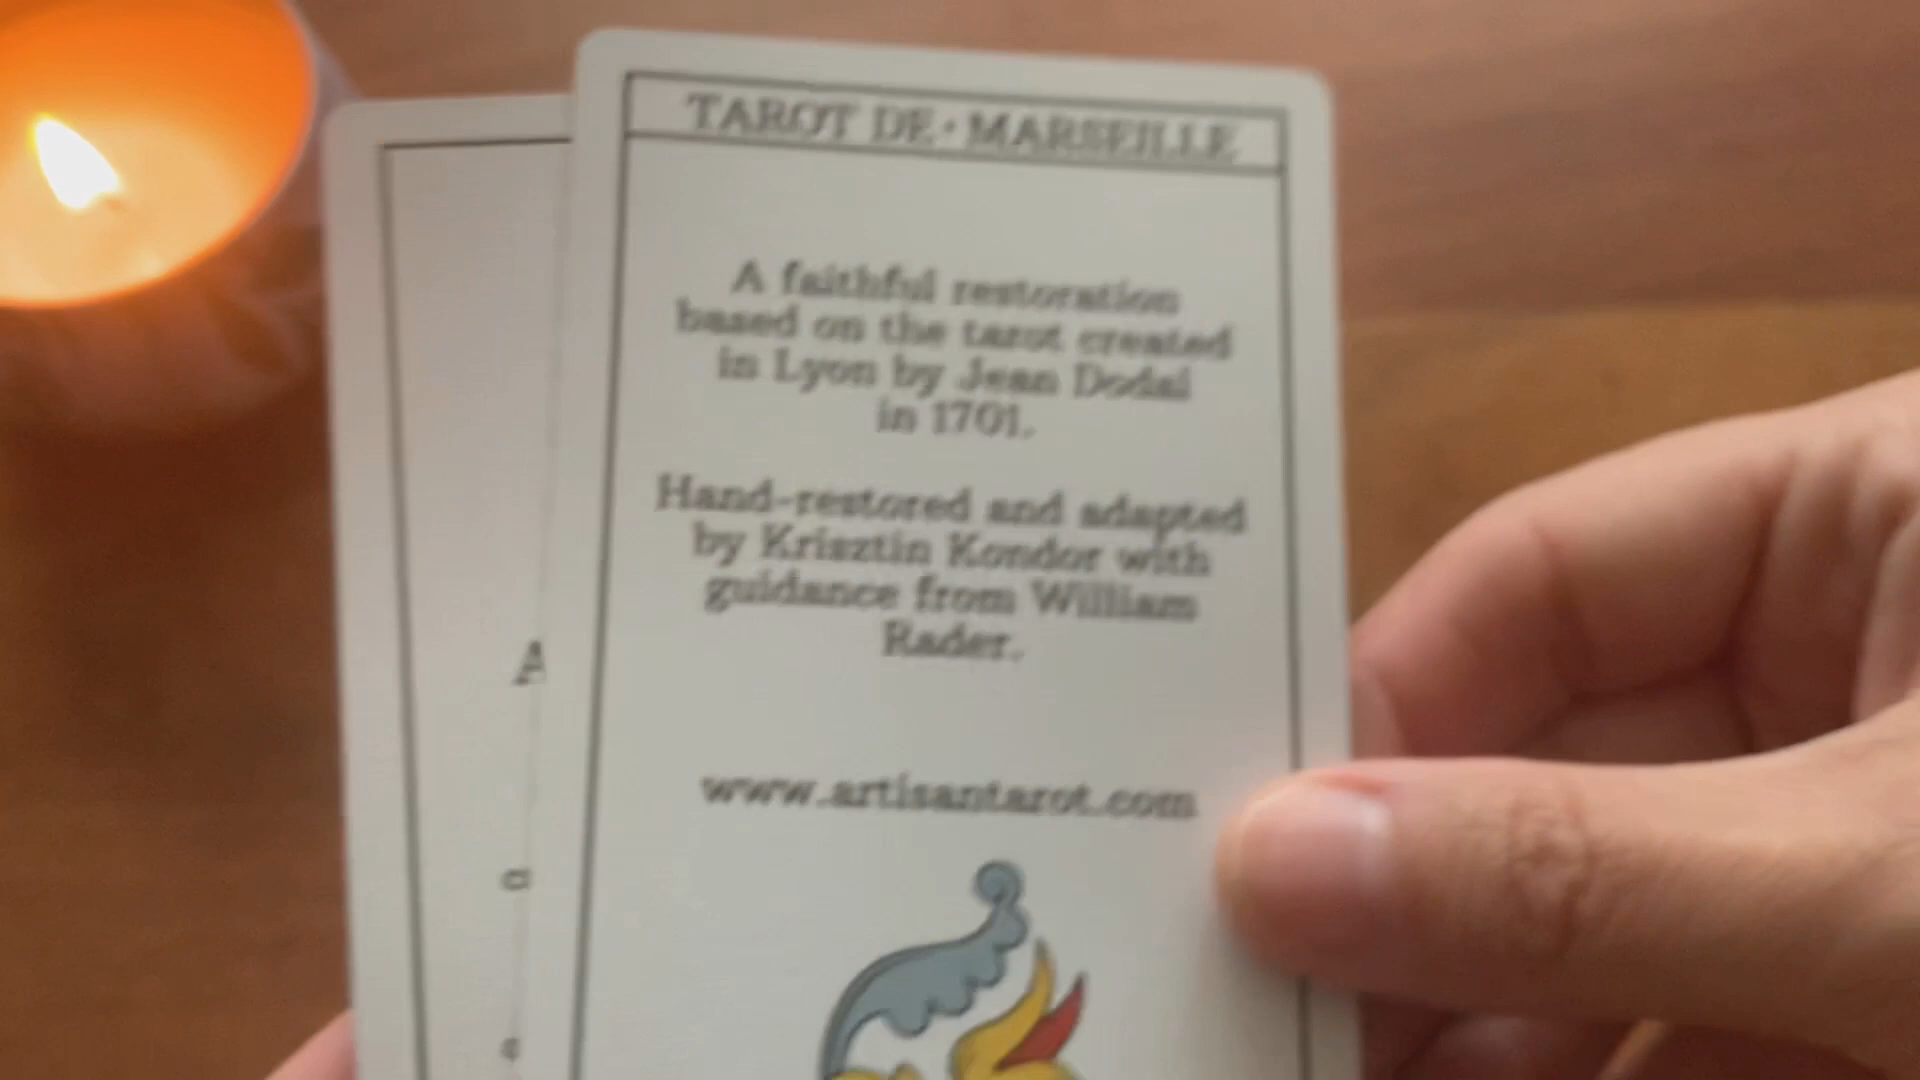 TAROT DE • MARSEILLE
A faithful restoration
based on the tarot created
in Lyon by Jean Dodal
in 1701.
Hand-restored and adapted
by Krisztin Kondor with
guidance from William
Rader.
www.artisantarot.com
A